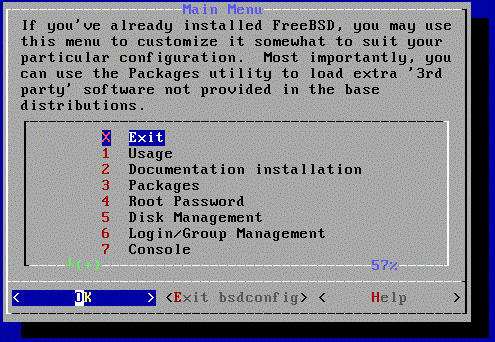 Main Menu
If you've already installed FreeBSD, you may use
this menu to customize it somewhat to suit your
particular configuration.  Most importantly, you
can use the Packages utility to load extra '3rd
party' software not provided in the base
distributions.
X Exit
1 Usage
2 Documentation installation
3 Packages
4 Root Password
5 Disk Management
6 Login/Group Management
7 Console
↓(+) 57%
< OK > <Exit bsdconfig> < Help >